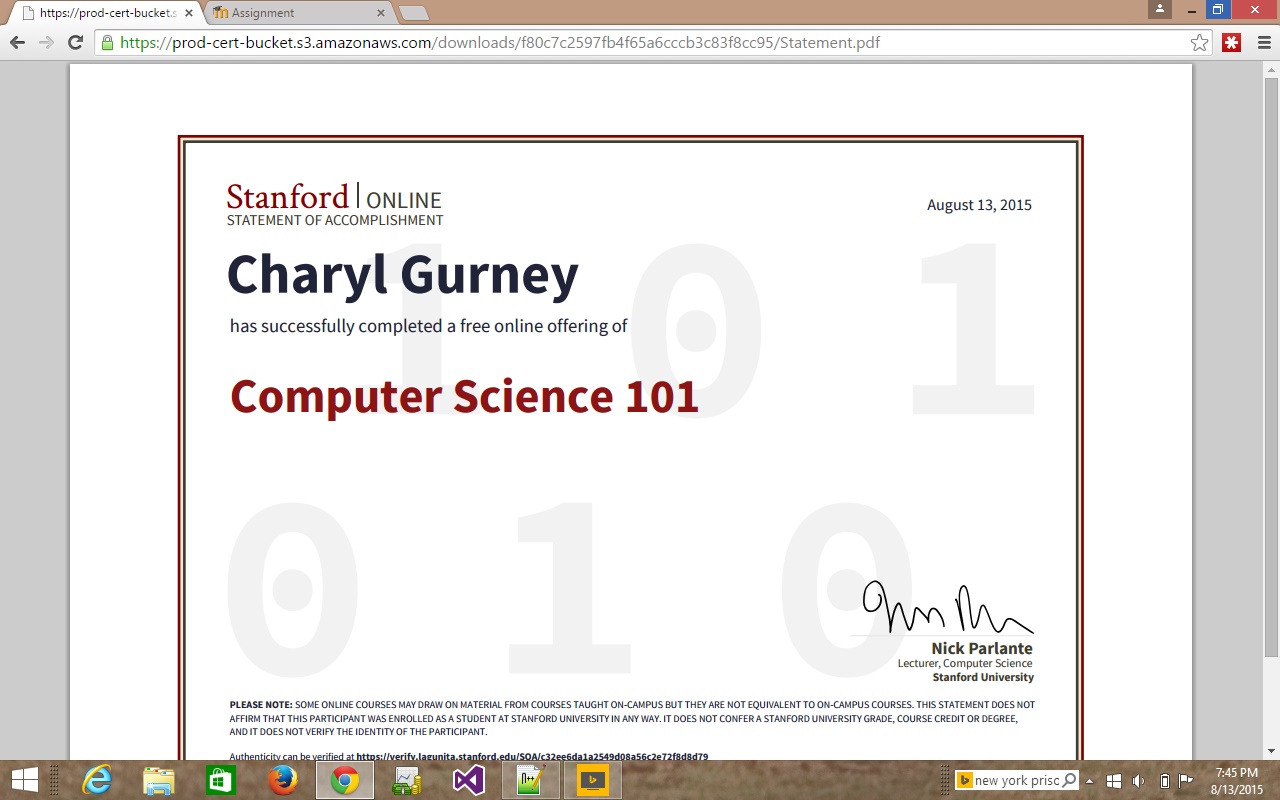 https://prod-cert-bucket.s
Assignment
https://prod-cert-bucket.s3.amazonaws.com/downloads/f80c7c2597fb4f65a6cccb3c83f8cc95/Statement.pdf
Stanford | ONLINE
STATEMENT OF ACCOMPLISHMENT
August 13, 2015
1 0 1
Charyl Gurney
has successfully completed a free online offering of
Computer Science 101
0 1 0
Nick Parlante
Lecturer, Computer Science
Stanford University
PLEASE NOTE: SOME ONLINE COURSES MAY DRAW ON MATERIAL FROM COURSES TAUGHT ON-CAMPUS BUT THEY ARE NOT EQUIVALENT TO ON-CAMPUS COURSES. THIS STATEMENT DOES NOT
AFFIRM THAT THIS PARTICIPANT WAS ENROLLED AS A STUDENT AT STANFORD UNIVERSITY IN ANY WAY. IT DOES NOT CONFER A STANFORD UNIVERSITY GRADE, COURSE CREDIT OR DEGREE,
AND IT DOES NOT VERIFY THE IDENTITY OF THE PARTICIPANT.
Authenticity can be verified at https://verify.lagunita.stanford.edu/SOA/c32ee6da1a2549d08a56c2e72f8d8d79
new york prisc
7:45 PM
8/13/2015